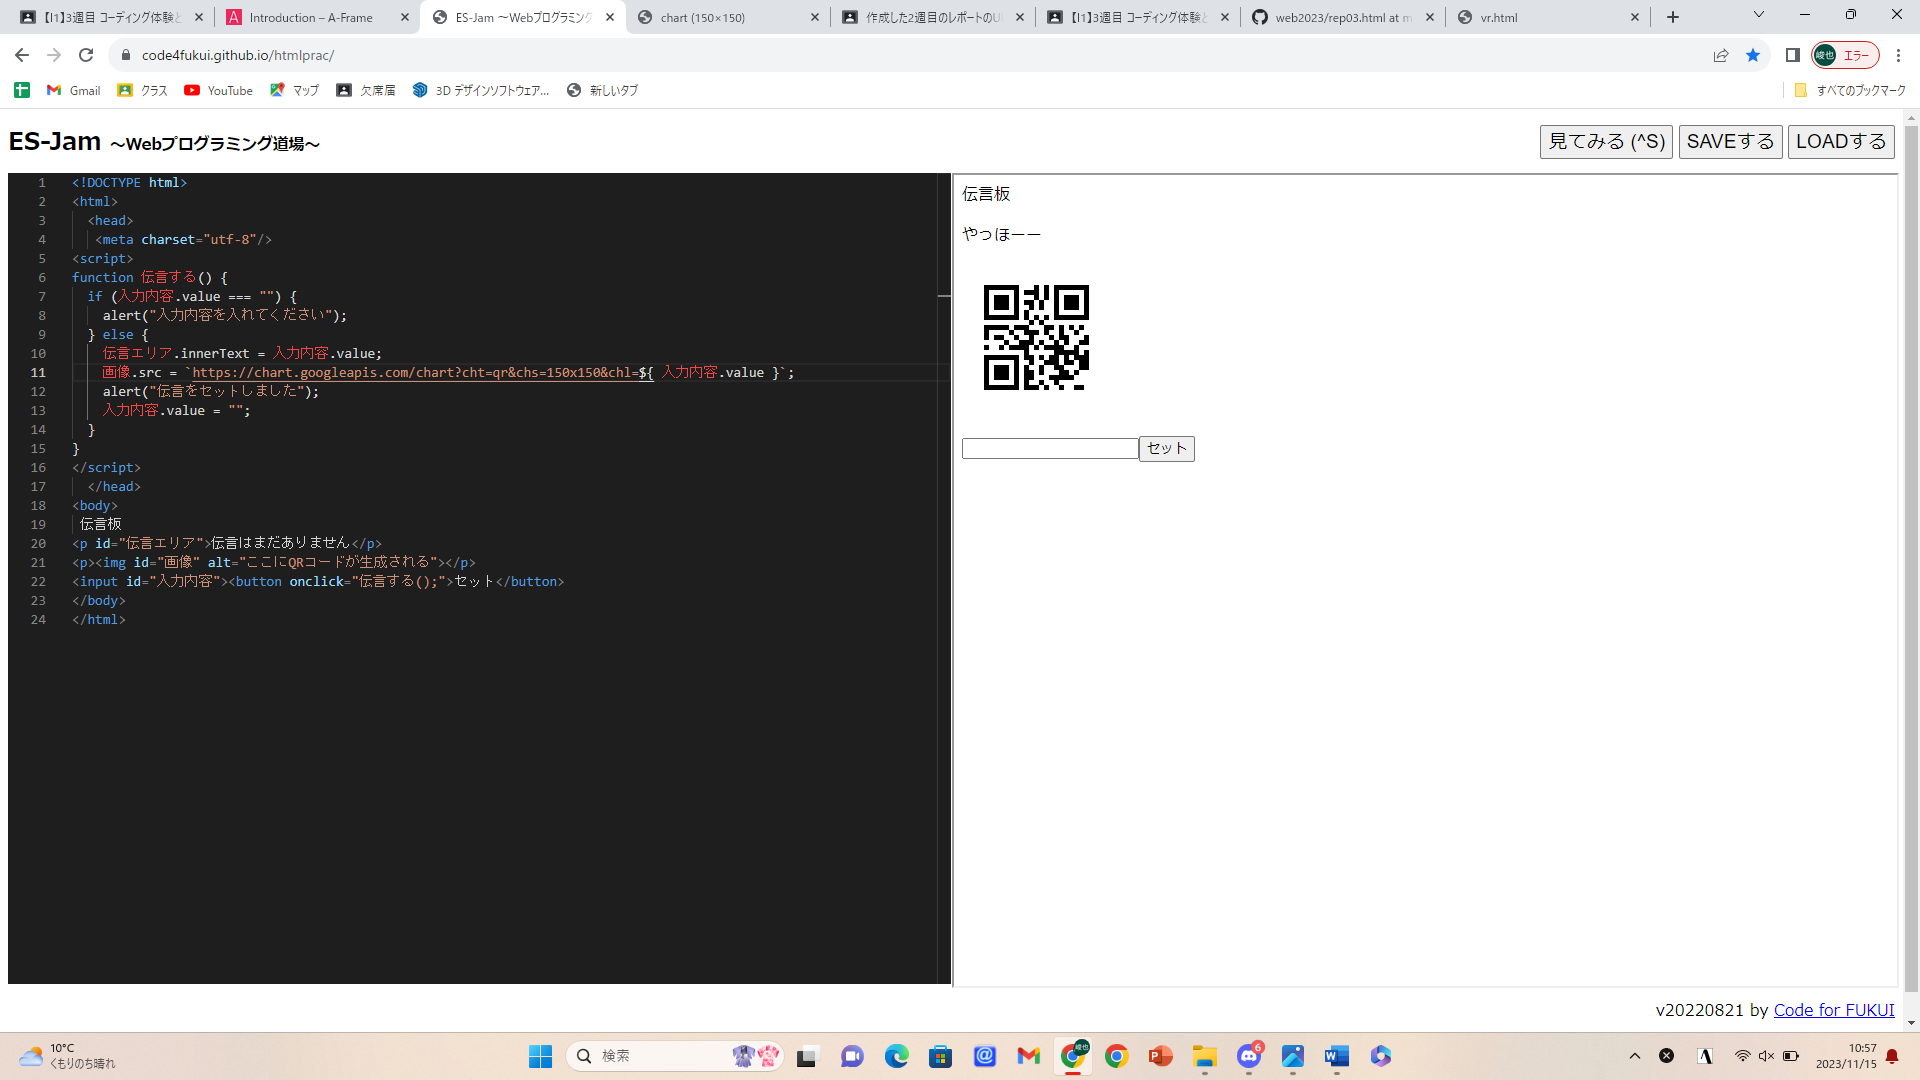 【I1】3週目 コーディング体験と
Introduction – A-Frame
ES-Jam 〜Webプログラミング
chart (150×150)
作成した2週目のレポートのU
【I1】3週目 コーディング体験と
web2023/rep03.html at m
vr.html
code4fukui.github.io/htmlprac/
峻也 エラー
Gmail
クラス
YouTube
マップ
欠席届
3D デザインソフトウェア...
新しいタブ
すべてのブックマーク
ES-Jam 〜Webプログラミング道場〜
見てみる (^S)
SAVEする
LOADする
1 <!DOCTYPE html>
2 <html>
3 <head>
4 <meta charset="utf-8"/>
5 <script>
6 function 伝言する() {
7 if (入力内容.value === "") {
8 alert("入力内容を入れてください");
9 } else {
10 伝言エリア.innerText = 入力内容.value;
11 画像.src = `https://chart.googleapis.com/chart?cht=qr&chs=150x150&chl=${ 入力内容.value }`;
12 alert("伝言をセットしました");
13 入力内容.value = "";
14 }
15 }
16 </script>
17 </head>
18 <body>
19 伝言板
20 <p id="伝言エリア">伝言はまだありません</p>
21 <p><img id="画像" alt="ここにQRコードが生成される"></p>
22 <input id="入力内容"><button onclick="伝言する();">セット</button>
23 </body>
24 </html>
伝言板
やっほーー
セット
v20220821 by Code for FUKUI
10°C
くもりのち晴れ
検索
峻也
6
10:57
2023/11/15